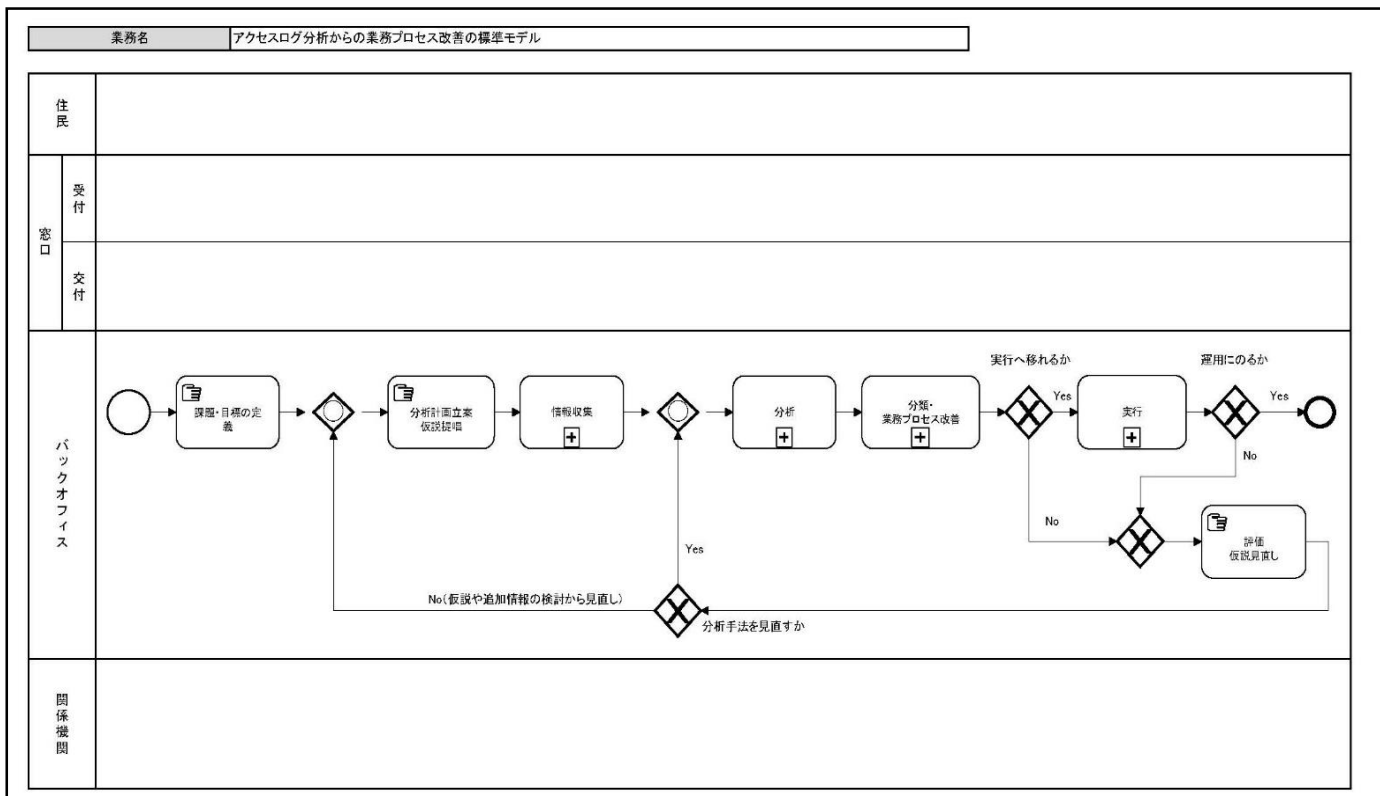 業務名
アクセスログ分析からの業務プロセス改善の標準モデル
住民
窓口
受付
交付
バックオフィス
課題・目標の定
義
分析計画立案
仮説提唱
情報収集
分析
分類・
業務プロセス改善
実行へ移れるか
Yes
実行
運用にのるか
Yes
No
No
評価
仮説見直し
Yes
No(仮説や追加情報の検討から見直し)
分析手法を見直すか
関係機関